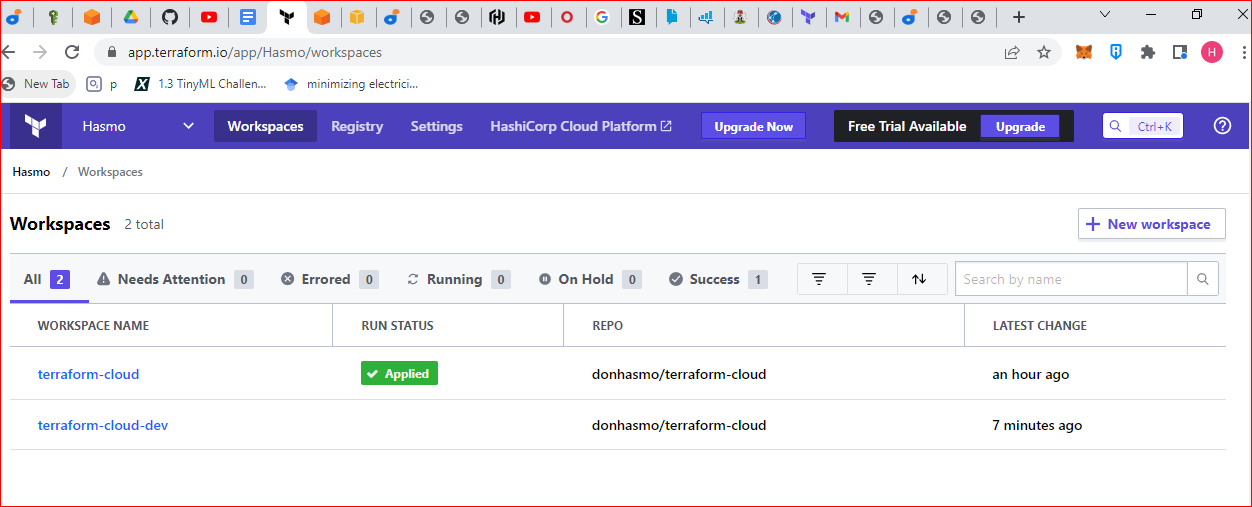 app.terraform.io/app/Hasmo/workspaces
H
New Tab p 1.3 TinyML Challen... minimizing electrici...
Hasmo Workspaces Registry Settings HashiCorp Cloud Platform Upgrade Now Free Trial Available Upgrade Ctrl+K
Hasmo / Workspaces
Workspaces 2 total + New workspace
All 2 Needs Attention 0 Errored 0 Running 0 On Hold 0 Success 1 Search by name
WORKSPACE NAME RUN STATUS REPO LATEST CHANGE
terraform-cloud Applied donhasmo/terraform-cloud an hour ago
terraform-cloud-dev donhasmo/terraform-cloud 7 minutes ago